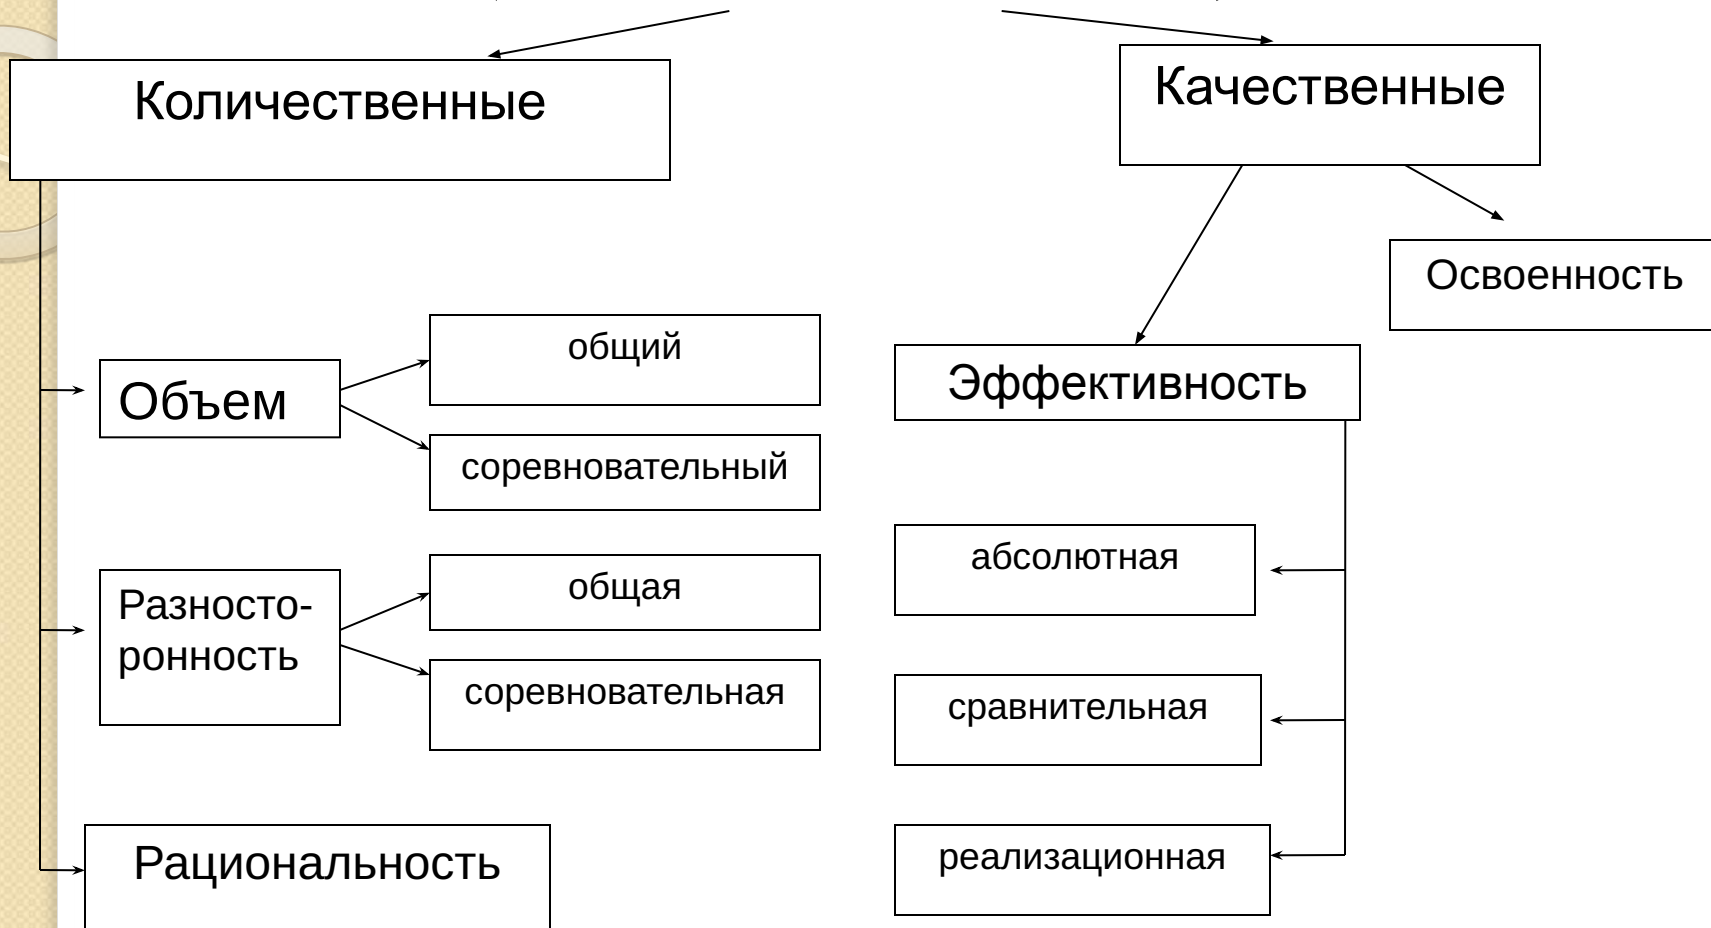 Количественные
Качественные
Освоенность
общий
Объем
Эффективность
соревновательный
абсолютная
общая
Разносто-
ронность
соревновательная
сравнительная
Рациональность
реализационная